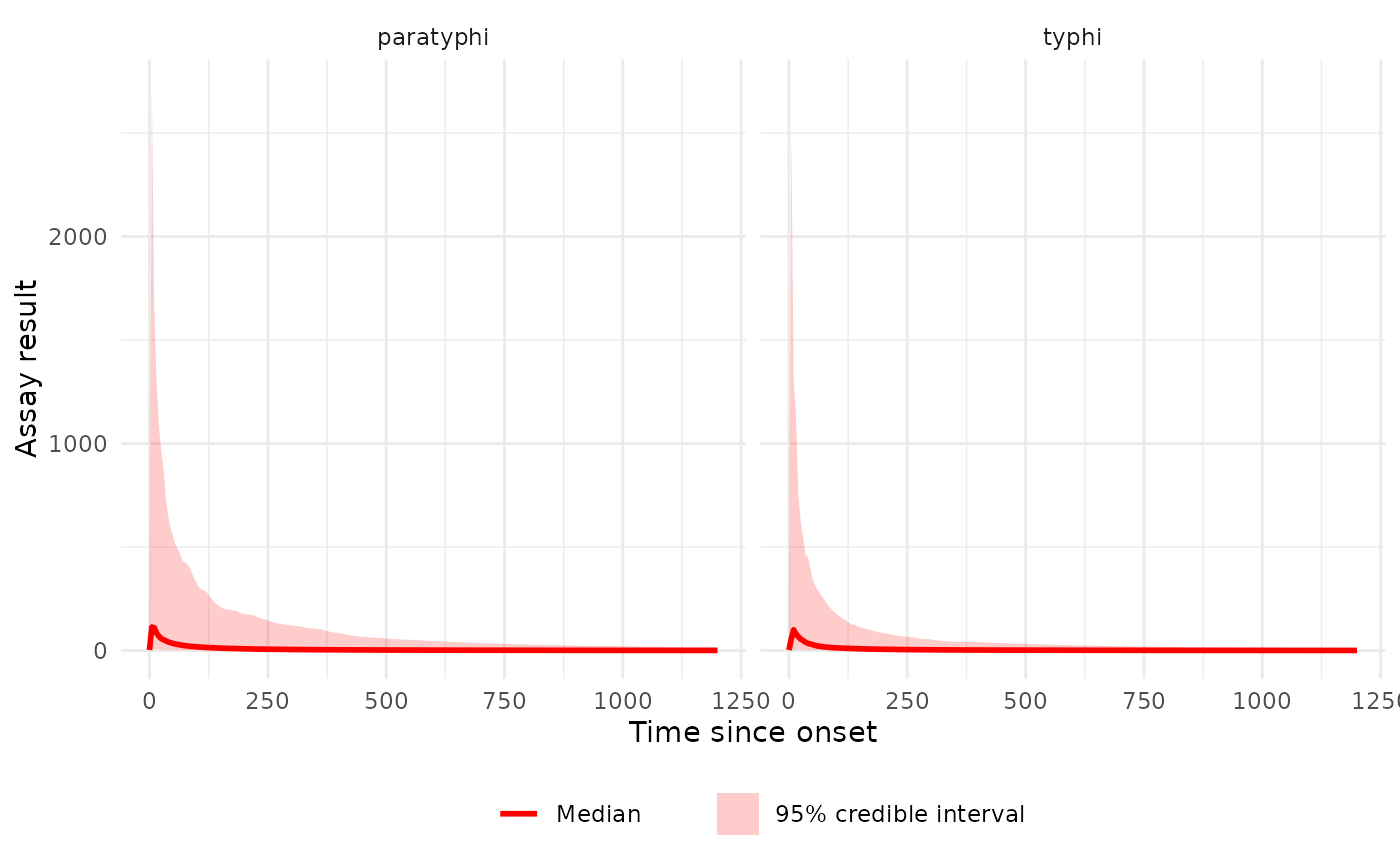 paratyphi typhi
Assay result
2000
1000
0
0 250 500 750 1000 1250 0 250 500 750 1000 1250
Time since onset
Median 95% credible interval